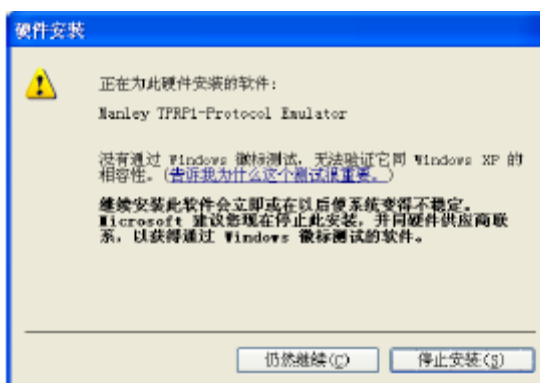 硬件安装
正在为此硬件安装的软件:
Manley TPRP1-Protocol Emulator
没有通过 Windows 徽标测试，无法验证它同 Windows XP 的
相容性。(告诉我为什么这个测试很重要。)
继续安装此软件会立即或在以后使系统变得不稳定。
Microsoft 建议您现在停止此安装，并同硬件供应商联
系，以获得通过 Windows 徽标测试的软件。
仍然继续(C)
停止安装(S)